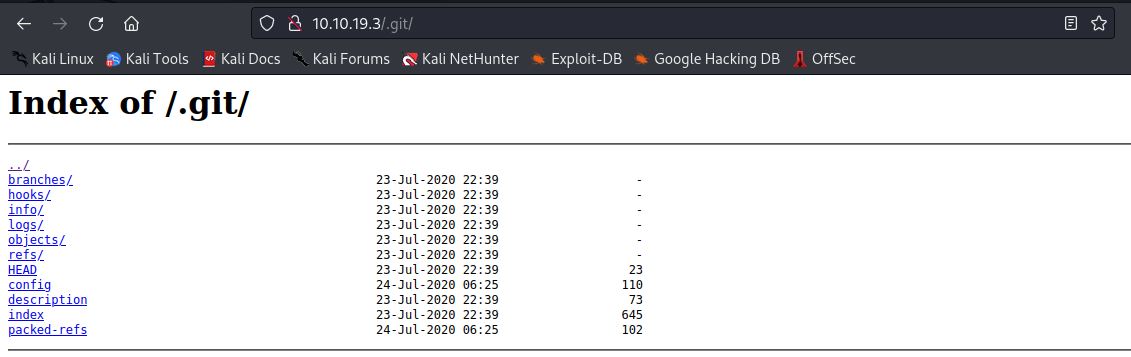 10.10.19.3/.git/
Kali Linux Kali Tools Kali Docs Kali Forums Kali NetHunter Exploit-DB Google Hacking DB OffSec
Index of /.git/
../
branches/ 23-Jul-2020 22:39 -
hooks/ 23-Jul-2020 22:39 -
info/ 23-Jul-2020 22:39 -
logs/ 23-Jul-2020 22:39 -
objects/ 23-Jul-2020 22:39 -
refs/ 23-Jul-2020 22:39 -
HEAD 23-Jul-2020 22:39 23
config 24-Jul-2020 06:25 110
description 23-Jul-2020 22:39 73
index 23-Jul-2020 22:39 645
packed-refs 24-Jul-2020 06:25 102